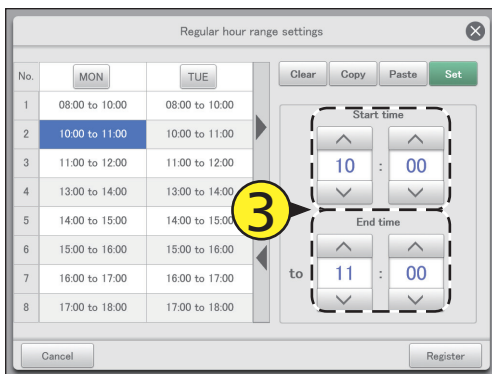 Regular hour range settings
No. MON TUE
Clear Copy Paste Set
1 08:00 to 10:00 08:00 to 10:00
2 10:00 to 11:00 10:00 to 11:00
3 11:00 to 12:00 11:00 to 12:00
4 13:00 to 14:00 13:00 to 14:00
5 14:00 to 15:00 14:00 to 15:00
6 15:00 to 16:00 15:00 to 16:00
7 16:00 to 17:00 16:00 to 17:00
8 17:00 to 18:00 17:00 to 18:00
Start time
10 : 00
3
End time
to 11 : 00
Cancel Register